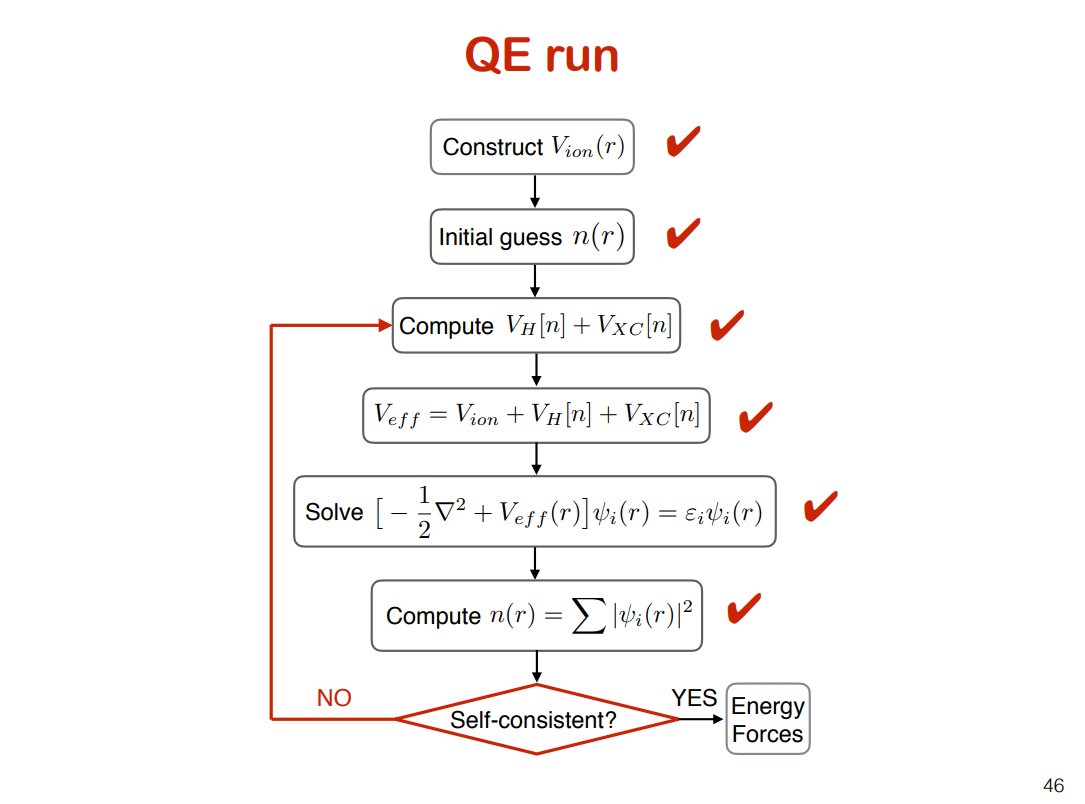 QE run
Construct $V_{ion}(r)$
Initial guess $n(r)$
Compute $V_H[n] + V_{XC}[n]$
$V_{eff} = V_{ion} + V_H[n] + V_{XC}[n]$
Solve $\left[ -\frac{1}{2}\nabla^2 + V_{eff}(r) \right] \psi_i(r) = \varepsilon_i \psi_i(r)$
Compute $n(r) = \sum |\psi_i(r)|^2$
NO
Self-consistent?
YES
Energy
Forces
46